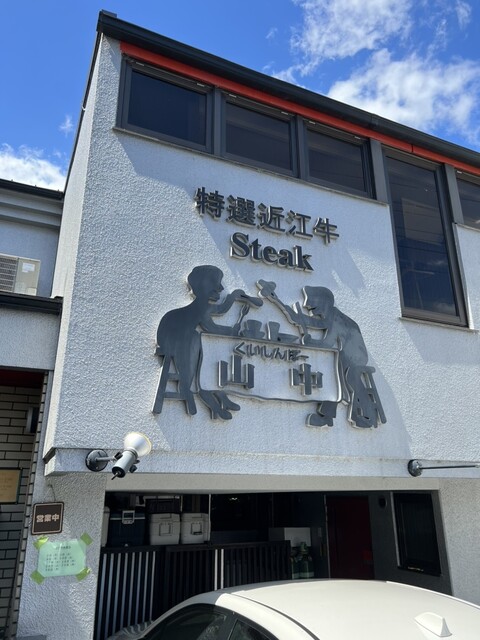 特選近江牛
Steak
くいしんぼー
山中
営業中